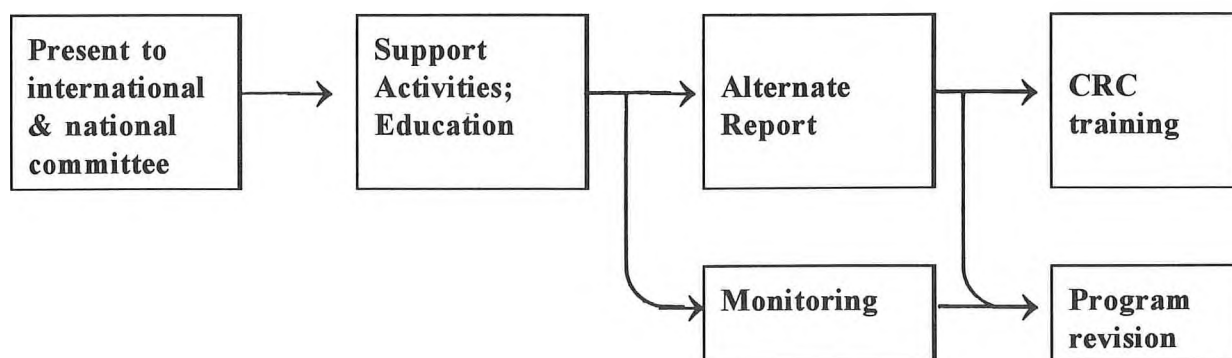 Present to
international
& national
committee
Support
Activities;
Education
Alternate
Report
CRC
training
Monitoring
Program
revision